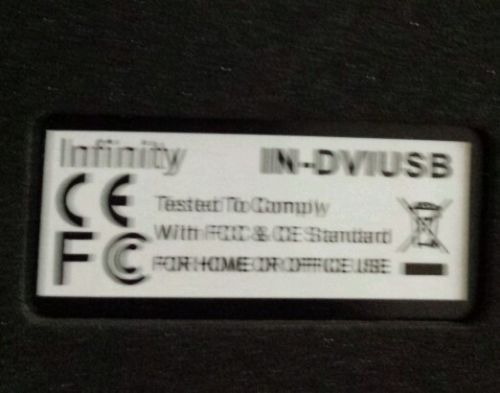 Infinity IN-DVIUSB
CE Tested To Comply
With FCC & CE Standard
FC FOR HOME OR OFFICE USE